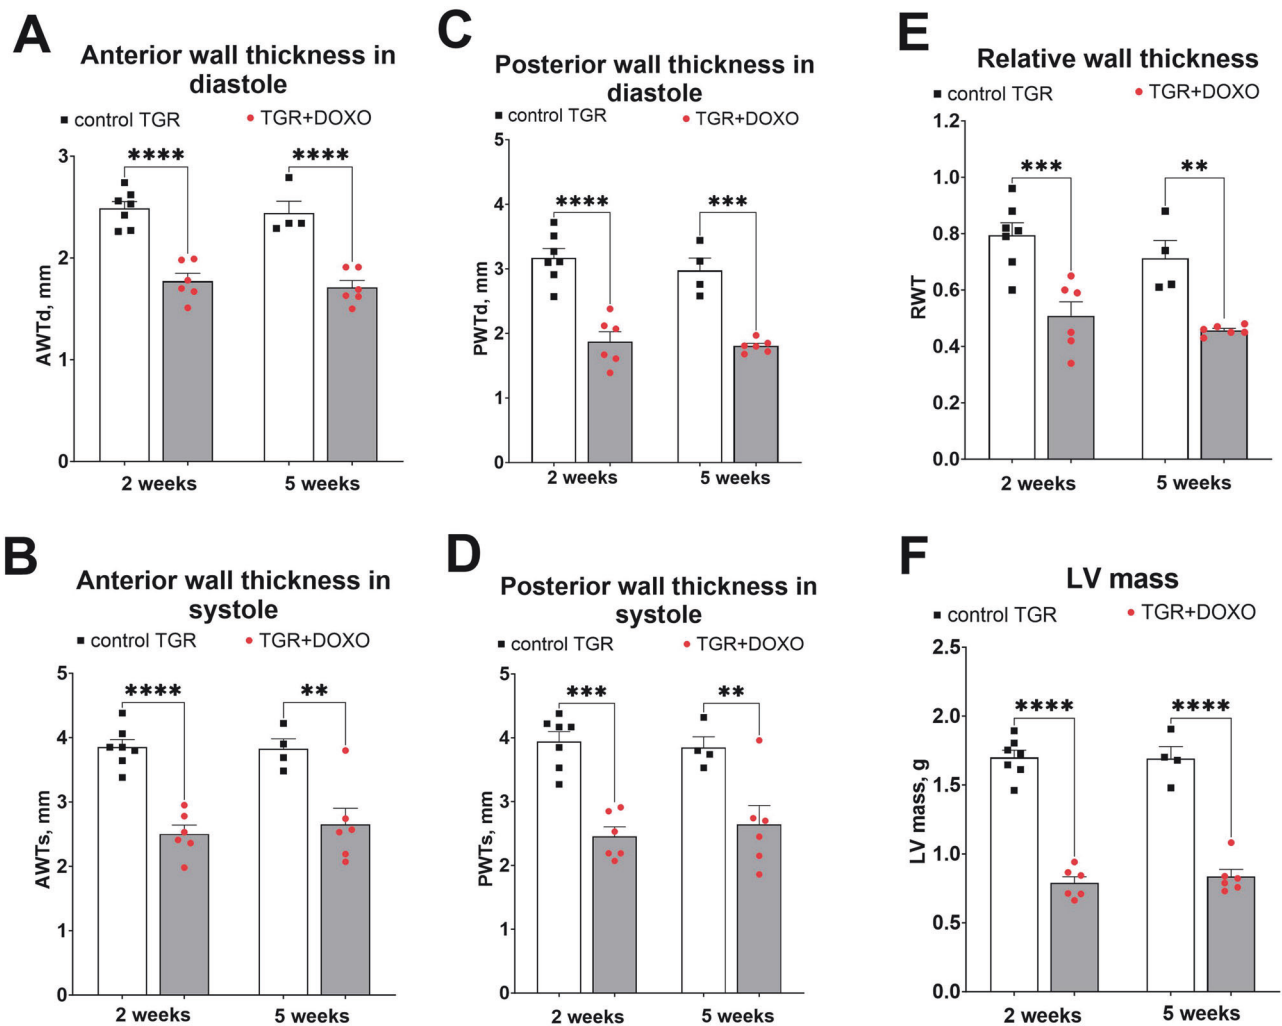 A
Anterior wall thickness in
diastole
■ control TGR ● TGR+DOXO
**** ****
AWTd, mm
3
2
1
0
2 weeks 5 weeks
C
Posterior wall thickness in
diastole
■ control TGR ● TGR+DOXO
**** ***
PWTd, mm
5
4
3
2
1
0
2 weeks 5 weeks
E
Relative wall thickness
■ control TGR ● TGR+DOXO
*** **
RWT
1.2
1.0
0.8
0.6
0.4
0.2
0.0
2 weeks 5 weeks
B
Anterior wall thickness in
systole
■ control TGR ● TGR+DOXO
**** **
AWTs, mm
5
4
3
2
1
0
2 weeks 5 weeks
D
Posterior wall thickness in
systole
■ control TGR ● TGR+DOXO
*** **
PWTs, mm
5
4
3
2
1
0
2 weeks 5 weeks
F
LV mass
■ control TGR ● TGR+DOXO
**** ****
LV mass, g
2.5
2.0
1.5
1.0
0.5
0.0
2 weeks 5 weeks